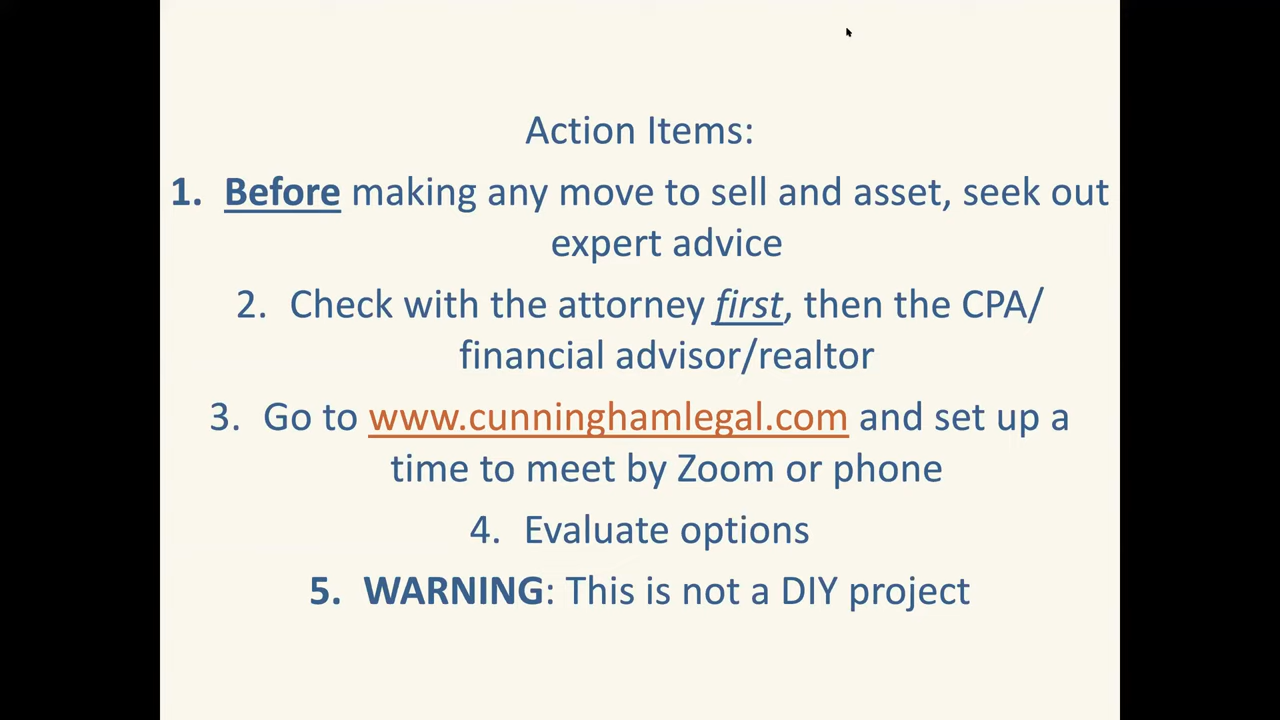 Action Items:
1. Before making any move to sell and asset, seek out
expert advice
2. Check with the attorney first, then the CPA/
financial advisor/realtor
3. Go to www.cunninghamlegal.com and set up a
time to meet by Zoom or phone
4. Evaluate options
5. WARNING: This is not a DIY project